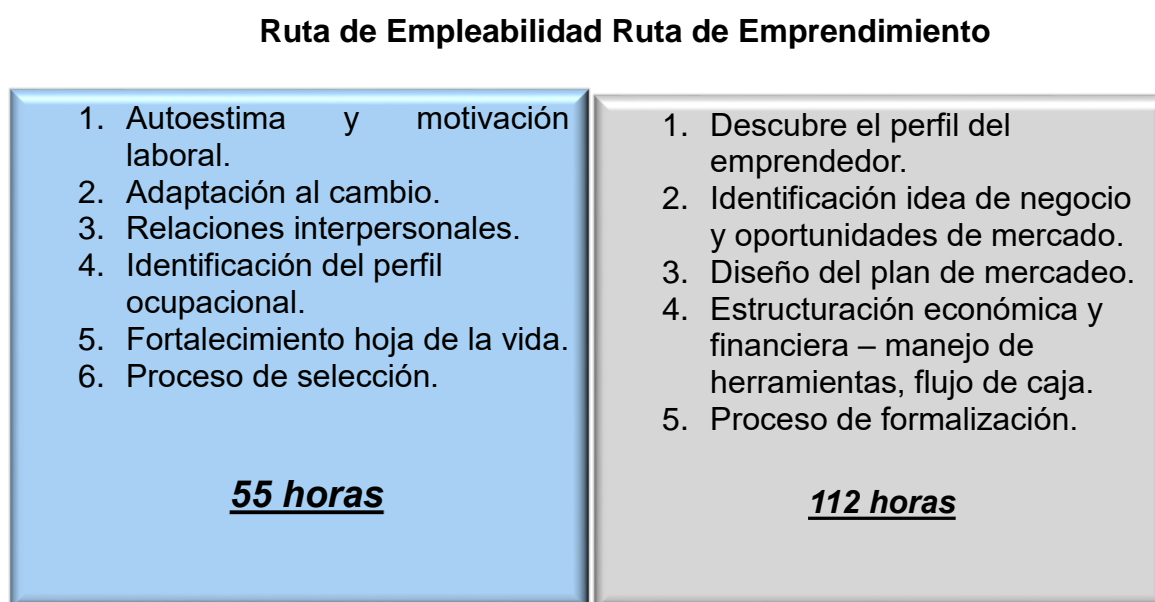 Ruta de Empleabilidad Ruta de Emprendimiento
1. Autoestima y motivación
laboral.
2. Adaptación al cambio.
3. Relaciones interpersonales.
4. Identificación del perfil
ocupacional.
5. Fortalecimiento hoja de la vida.
6. Proceso de selección.
55 horas
1. Descubre el perfil del
emprendedor.
2. Identificación idea de negocio
y oportunidades de mercado.
3. Diseño del plan de mercadeo.
4. Estructuración económica y
financiera – manejo de
herramientas, flujo de caja.
5. Proceso de formalización.
112 horas